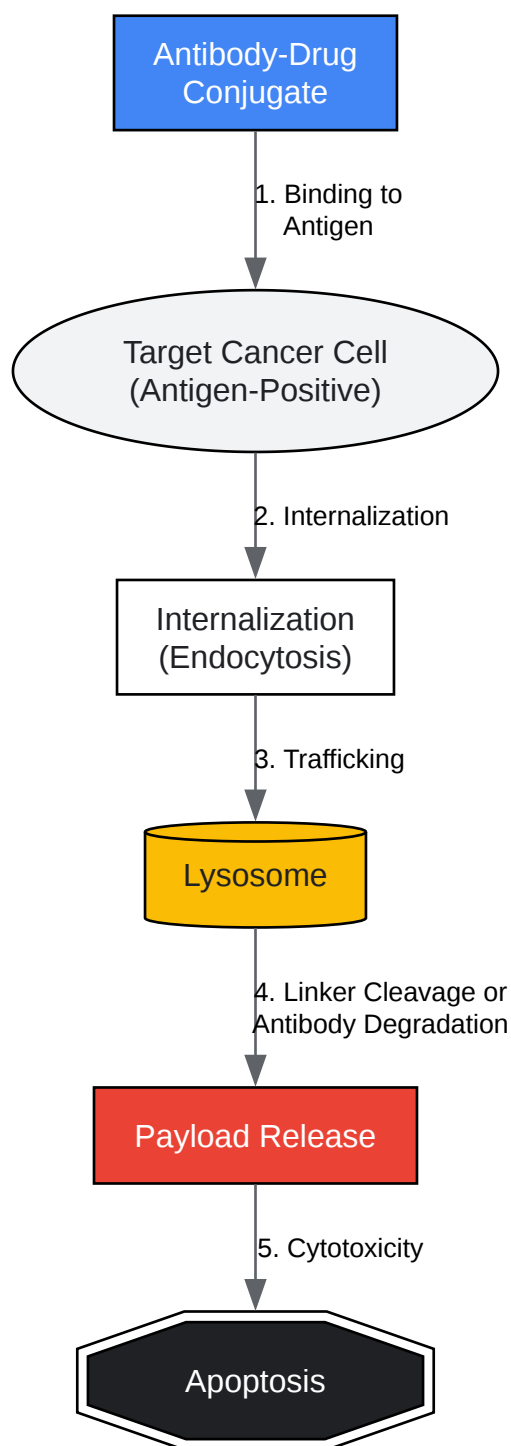 Antibody-Drug
Conjugate
1. Binding to
Antigen
Target Cancer Cell
(Antigen-Positive)
2. Internalization
Internalization
(Endocytosis)
3. Trafficking
Lysosome
4. Linker Cleavage or
Antibody Degradation
Payload Release
5. Cytotoxicity
Apoptosis